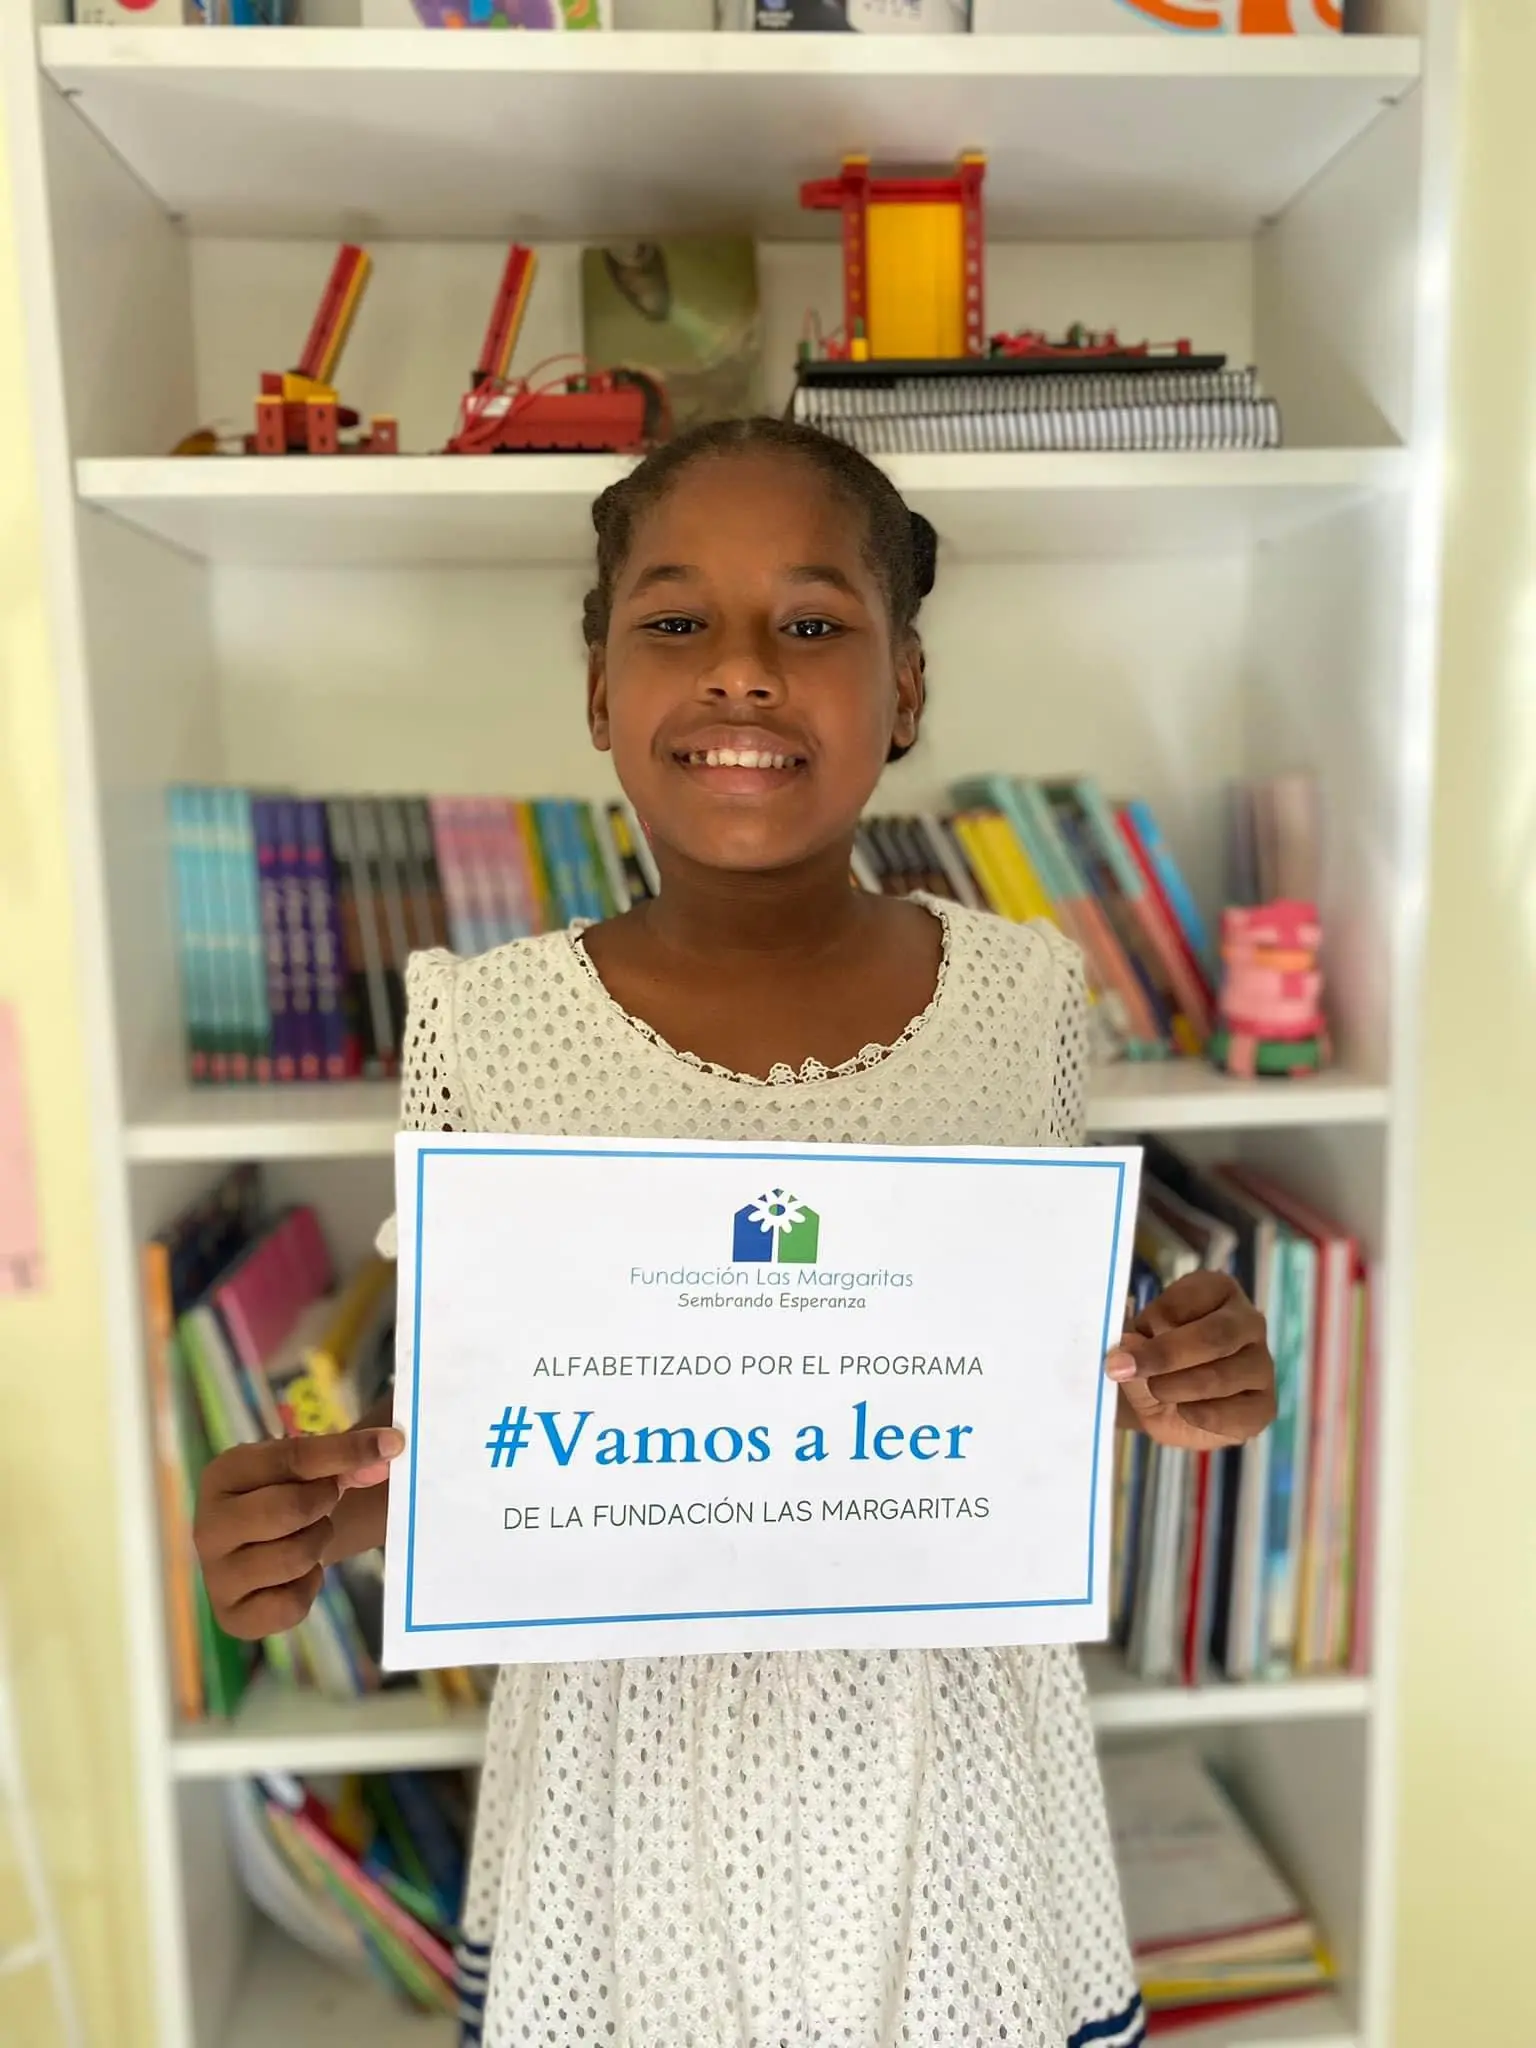 Fundación Las Margaritas
Sembrando Esperanza
ALFABETIZADO POR EL PROGRAMA
#Vamos a leer
DE LA FUNDACIÓN LAS MARGARITAS